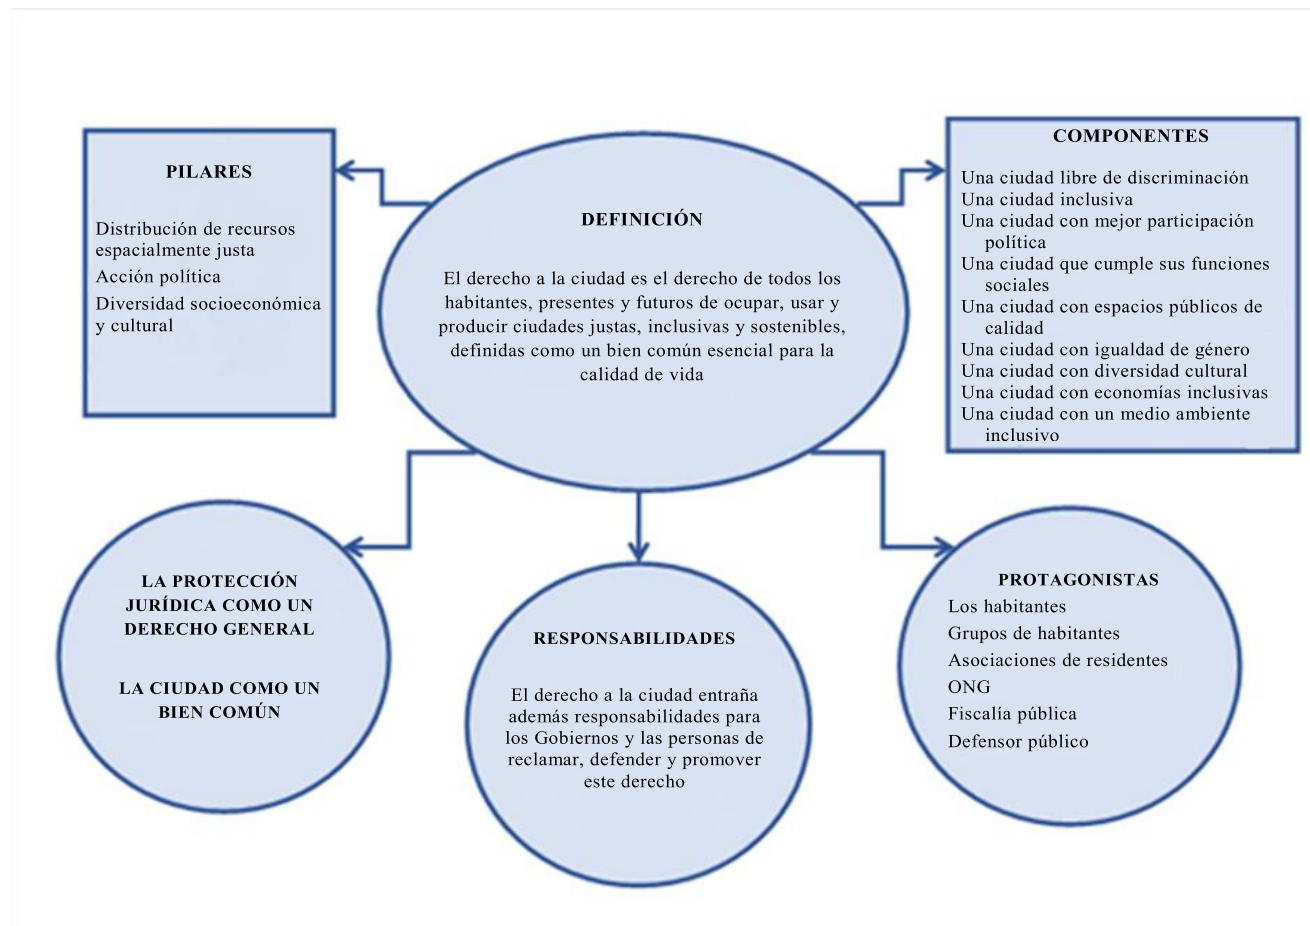 PILARES
Distribución de recursos
espacialmente justa
Acción política
Diversidad socioeconómica
y cultural
DEFINICIÓN
El derecho a la ciudad es el derecho de todos los
habitantes, presentes y futuros de ocupar, usar y
producir ciudades justas, inclusivas y sostenibles,
definidas como un bien común esencial para la
calidad de vida
COMPONENTES
Una ciudad libre de discriminación
Una ciudad inclusiva
Una ciudad con mejor participación
política
Una ciudad que cumple sus funciones
sociales
Una ciudad con espacios públicos de
calidad
Una ciudad con igualdad de género
Una ciudad con diversidad cultural
Una ciudad con economías inclusivas
Una ciudad con un medio ambiente
inclusivo
LA PROTECCIÓN
JURÍDICA COMO UN
DERECHO GENERAL
LA CIUDAD COMO UN
BIEN COMÚN
RESPONSABILIDADES
El derecho a la ciudad entraña
además responsabilidades para
los Gobiernos y las personas de
reclamar, defender y promover
este derecho
PROTAGONISTAS
Los habitantes
Grupos de habitantes
Asociaciones de residentes
ONG
Fiscalía pública
Defensor público